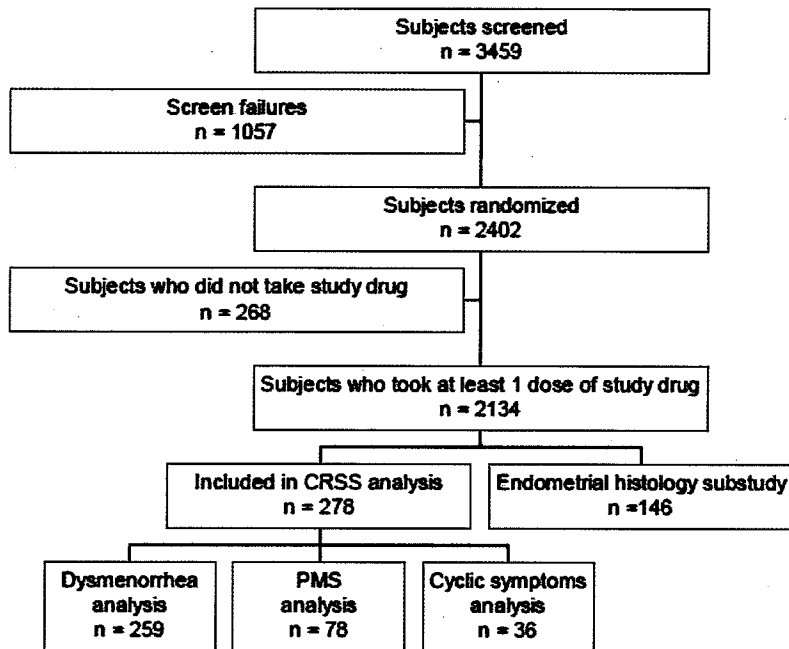 Subjects screened
n = 3459
Screen failures
n = 1057
Subjects randomized
n = 2402
Subjects who did not take study drug
n = 268
Subjects who took at least 1 dose of study drug
n = 2134
Included in CRSS analysis
n = 278
Endometrial histology substudy
n =146
Dysmenorrhea
analysis
n = 259
PMS
analysis
n = 78
Cyclic symptoms
analysis
n = 36